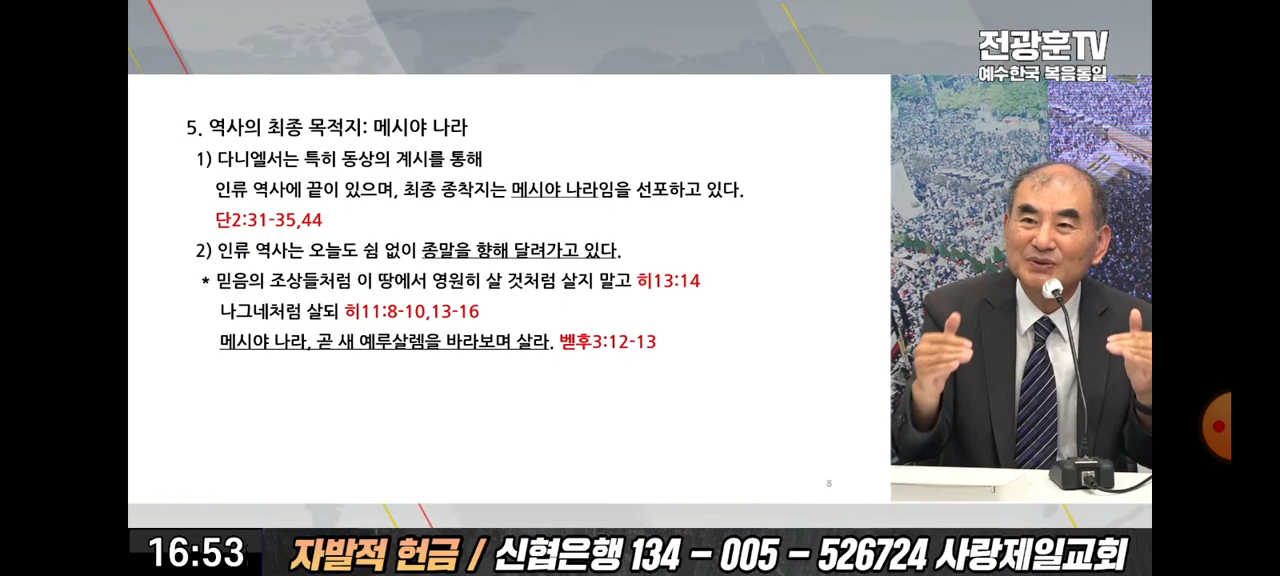 전광훈TV
예수한국 복음통일
5. 역사의 최종 목적지: 메시야 나라
1) 다니엘서는 특히 동상의 계시를 통해
인류 역사에 끝이 있으며, 최종 종착지는 메시야 나라임을 선포하고 있다.
단2:31-35,44
2) 인류 역사는 오늘도 쉼 없이 종말을 향해 달려가고 있다.
* 믿음의 조상들처럼 이 땅에서 영원히 살 것처럼 살지 말고 히13:14
나그네처럼 살되 히11:8-10,13-16
메시야 나라, 곧 새 예루살렘을 바라보며 살라. 벧후3:12-13
8
16:53 자발적 헌금 / 신협은행 134 - 005 - 526724 사랑제일교회